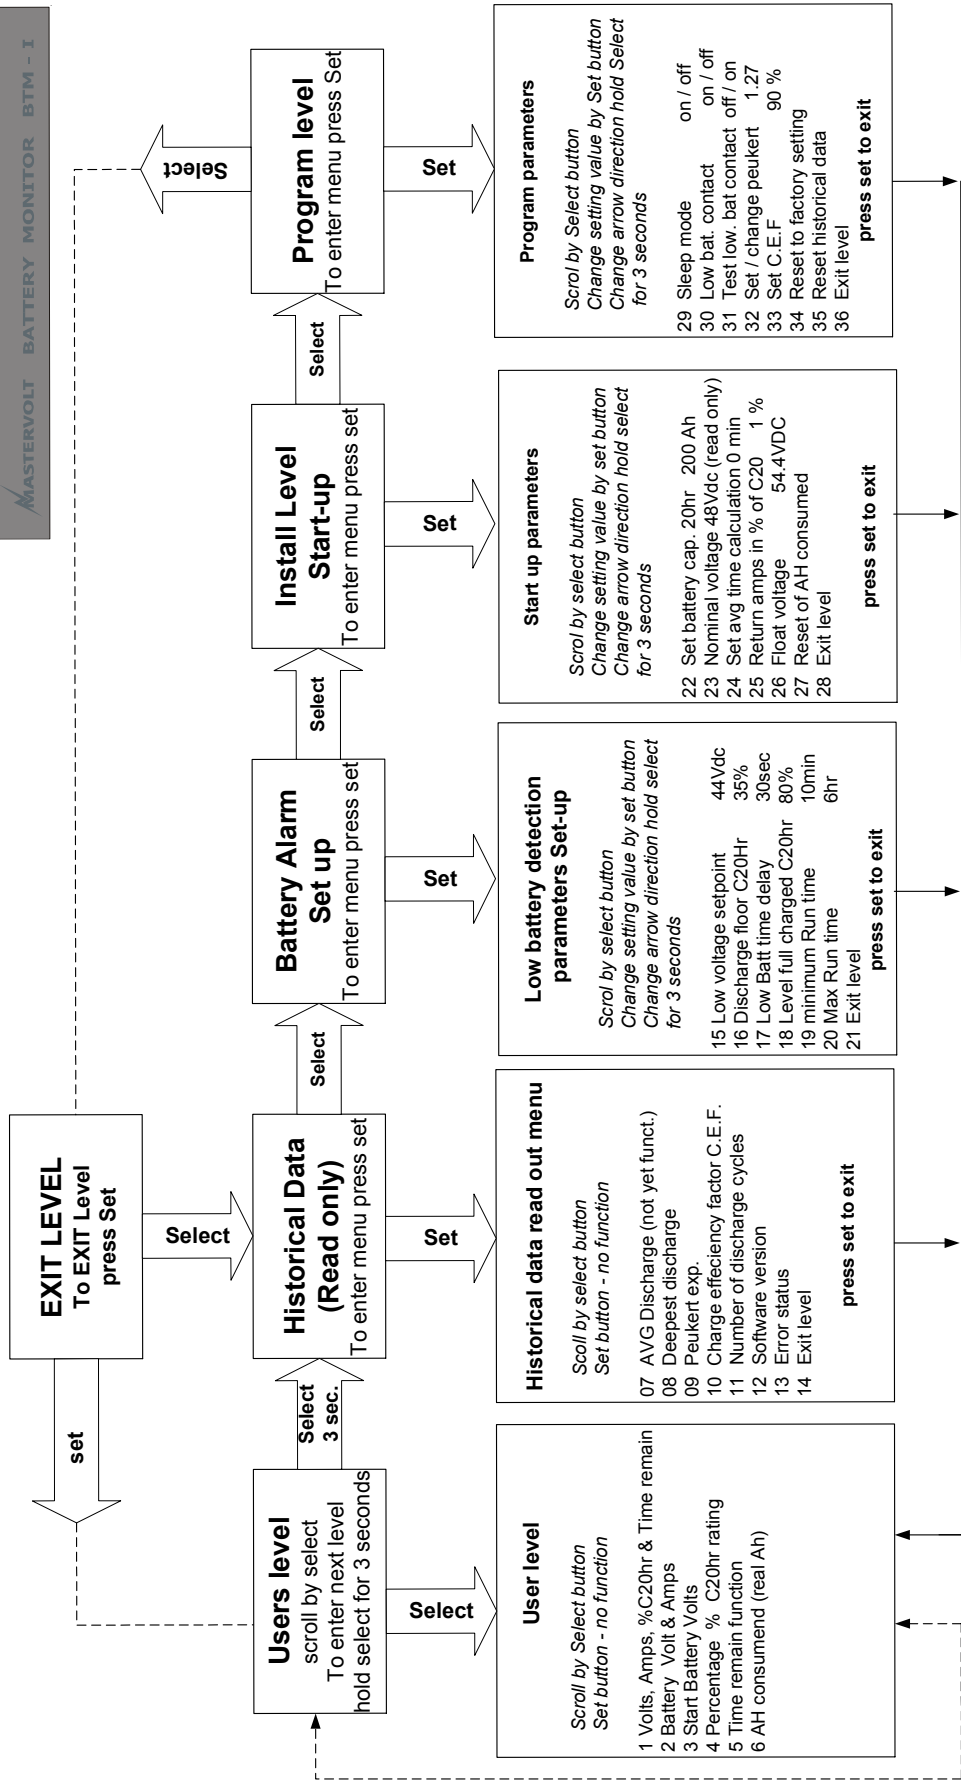 MASTERVOLT BATTERY MONITOR BTM - I
EXIT LEVEL
To EXIT Level
press Set
set
Select
Users level
scroll by select
To enter next level
hold select for 3 seconds
Select
3 sec.
Historical Data
(Read only)
To enter menu press set
Select
Battery Alarm
Set up
To enter menu press set
Select
Install Level
Start-up
To enter menu press set
Select
Program level
To enter menu press Set
Select
Select
Set
Set
Set
Set
User level
Scroll by Select button
Set button - no function
1 Volts, Amps, %C20hr & Time remain
2 Battery Volt & Amps
3 Start Battery Volts
4 Percentage % C20hr rating
5 Time remain function
6 AH consumend (real Ah)
Historical data read out menu
Scoll by select button
Set button - no function
07 AVG Discharge (not yet funct.)
08 Deepest discharge
09 Peukert exp.
10 Charge effeciency factor C.E.F.
11 Number of discharge cycles
12 Software version
13 Error status
14 Exit level
press set to exit
Low battery detection
parameters Set-up
Scrol by select button
Change setting value by set button
Change arrow direction hold select
for 3 seconds
15 Low voltage setpoint 44Vdc
16 Discharge floor C20Hr 35%
17 Low Batt time delay 30sec
18 Level full charged C20hr 80%
19 minimum Run time 10min
20 Max Run time 6hr
21 Exit level
press set to exit
Start up parameters
Scrol by select button
Change setting value by set button
Change arrow direction hold select
for 3 seconds
22 Set battery cap. 20hr 200 Ah
23 Nominal voltage 48Vdc (read only)
24 Set avg time calculation 0 min
25 Return amps in % of C20 1 %
26 Float voltage 54.4VDC
27 Reset of AH consumed
28 Exit level
press set to exit
Program parameters
Scrol by Select button
Change setting value by Set button
Change arrow direction hold Select
for 3 seconds
29 Sleep mode on / off
30 Low bat. contact on / off
31 Test low. bat contact off / on
32 Set / change peukert 1.27
33 Set C.E.F 90 %
34 Reset to factory setting
35 Reset historical data
36 Exit level
press set to exit